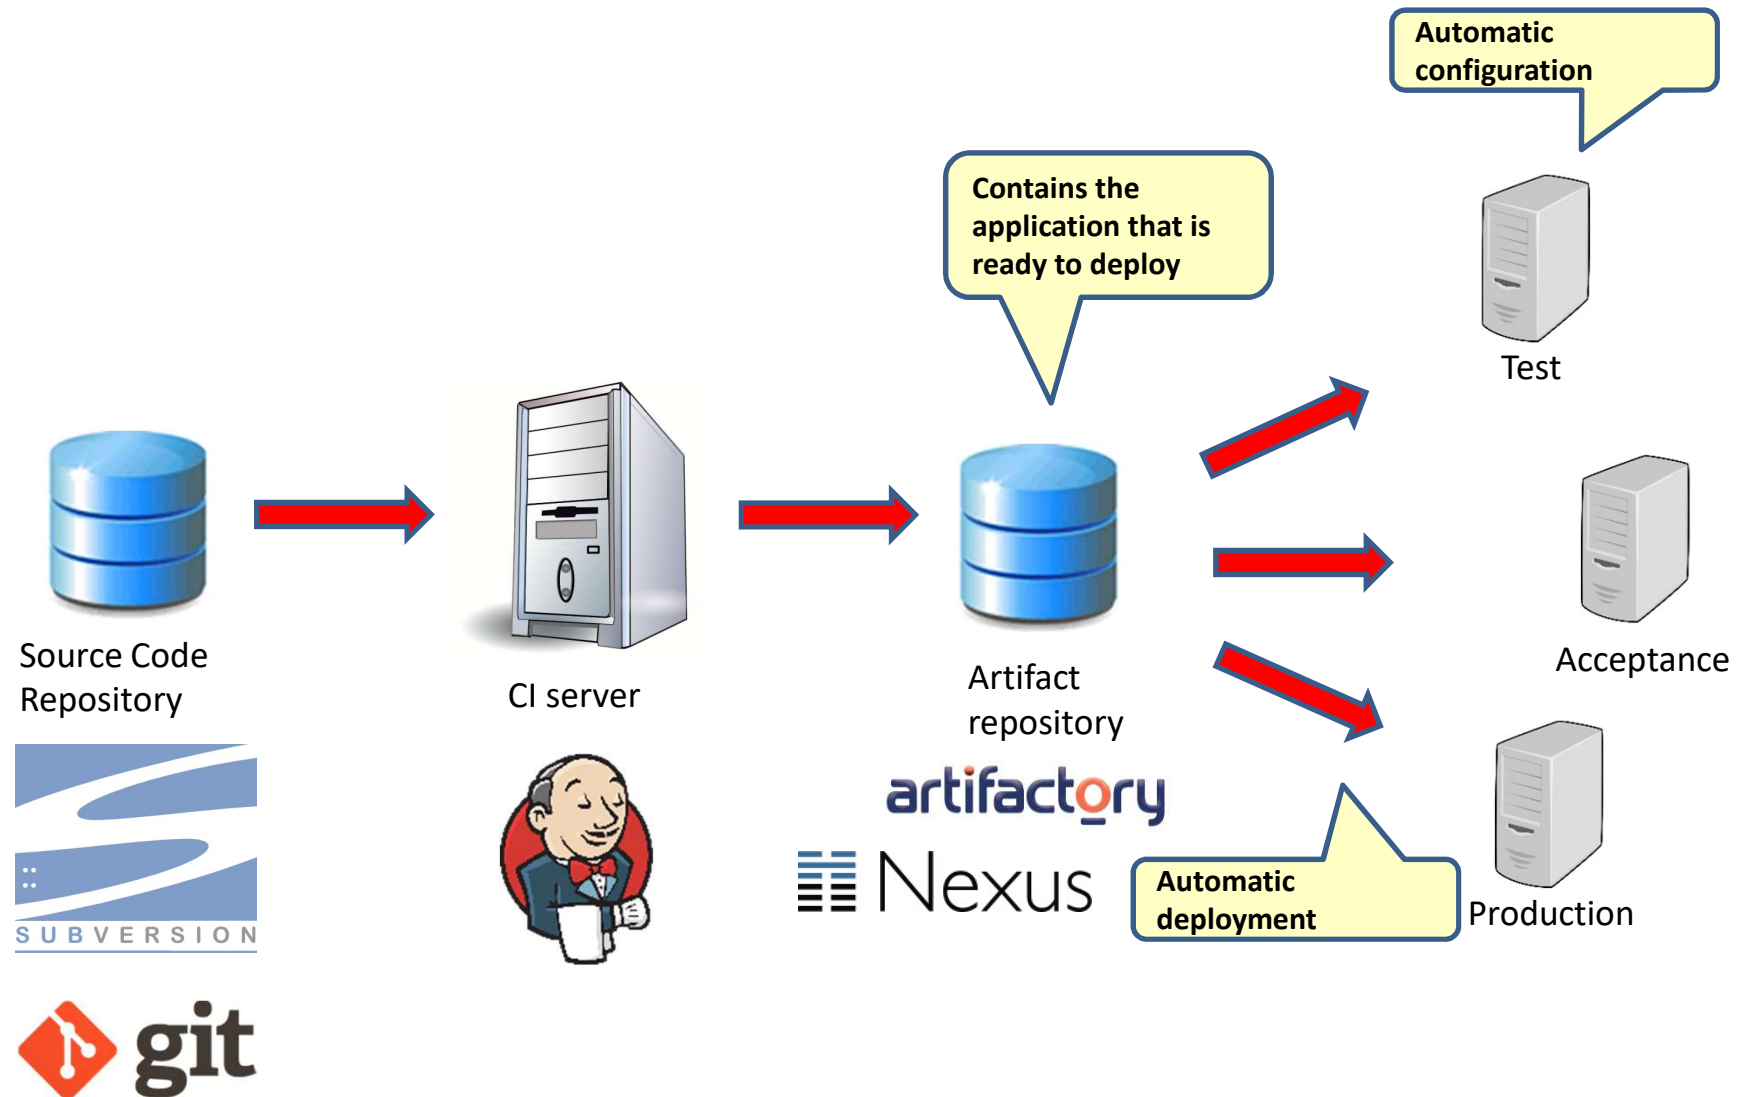 Automatic
configuration
Contains the
application that is
ready to deploy
Test
Source Code
Repository
CI server
Artifact
repository
Acceptance
SUBVERSION
artifactory
Nexus
Automatic
deployment
Production
git